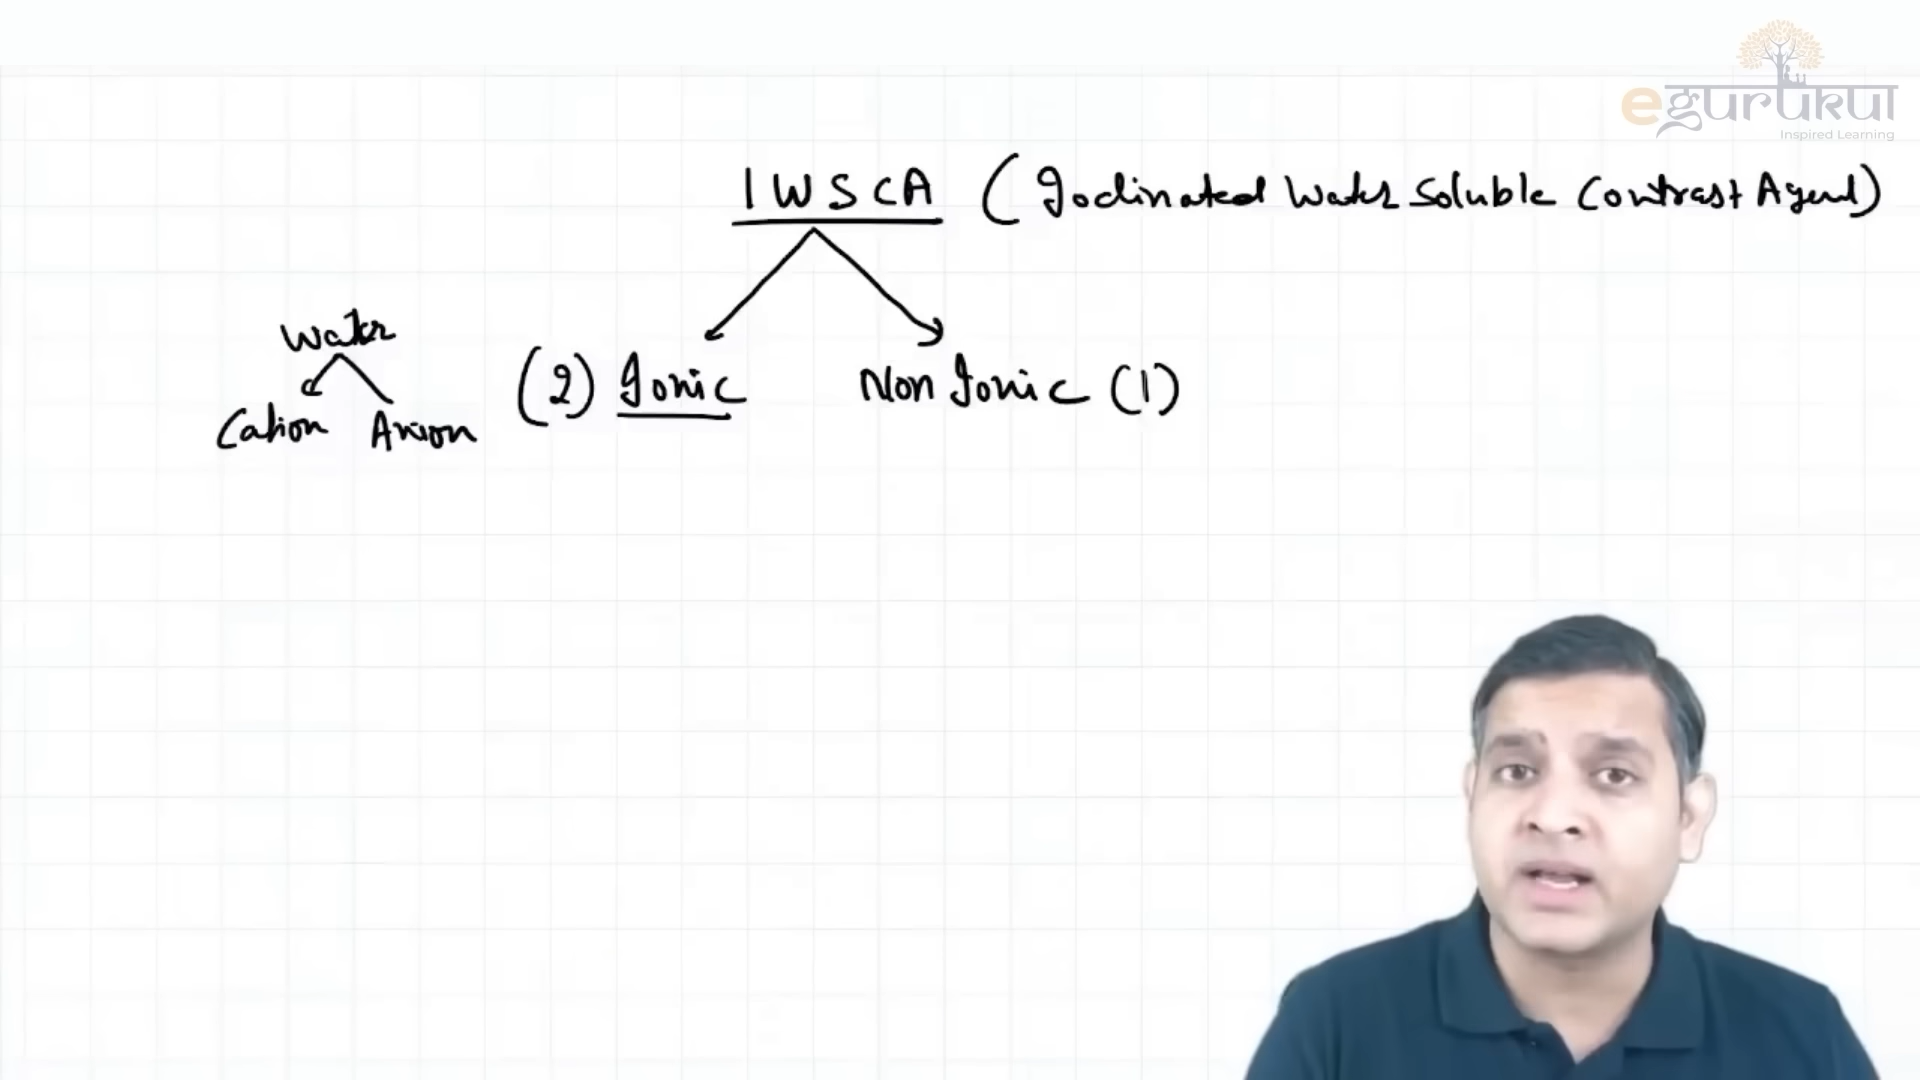 egurukul
Inspired Learning
IWSCA (Iodinated Water Soluble Contrast Agent)
Water
Cation Anion
(2) Ionic Non Ionic (1)